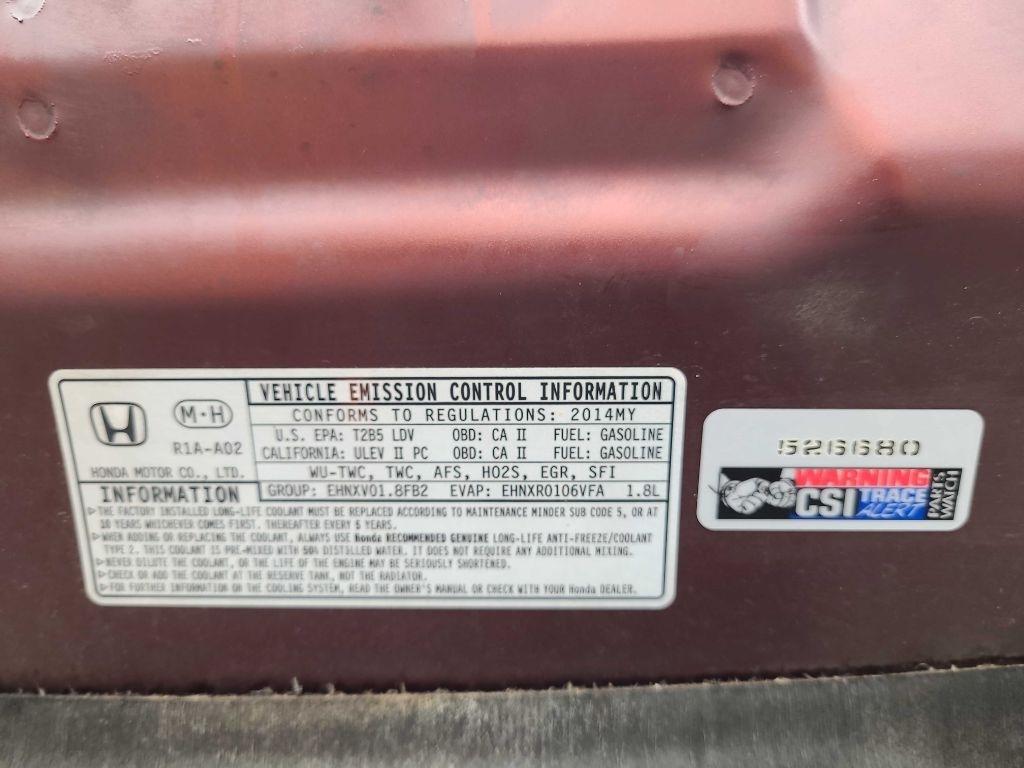 VEHICLE EMISSION CONTROL INFORMATION
CONFORMS TO REGULATIONS: 2014MY
M·H
R1A-A02
HONDA MOTOR CO., LTD.
U.S. EPA: T2B5 LDV OBD: CA II FUEL: GASOLINE
CALIFORNIA: ULEV II PC OBD: CA II FUEL: GASOLINE
WU-TWC, TWC, AFS, HO2S, EGR, SFI
GROUP: EHNXV01.8FB2 EVAP: EHNXR0106VFA 1.8L
INFORMATION
▷THE FACTORY INSTALLED LONG-LIFE COOLANT MUST BE REPLACED ACCORDING TO MAINTENANCE MINDER SUB CODE 5, OR AT
10 YEARS WHICHEVER COMES FIRST. THEREAFTER EVERY 5 YEARS.
▷WHEN ADDING OR REPLACING THE COOLANT, ALWAYS USE Honda RECOMMENDED GENUINE LONG-LIFE ANTI-FREEZE/COOLANT
TYPE 2. THIS COOLANT IS PRE-MIXED WITH 50% DISTILLED WATER. IT DOES NOT REQUIRE ANY ADDITIONAL MIXING.
▷NEVER DILUTE THE COOLANT, OR THE LIFE OF THE ENGINE MAY BE SERIOUSLY SHORTENED.
▷CHECK OR ADD THE COOLANT AT THE RESERVE TANK, NOT THE RADIATOR.
▷FOR FURTHER INFORMATION OR THE COOLING SYSTEM, READ THE OWNER'S MANUAL OR CHECK WITH YOUR Honda DEALER.
526680
WARNING
CSI TRACE
ALERT
PARTS
WATCH